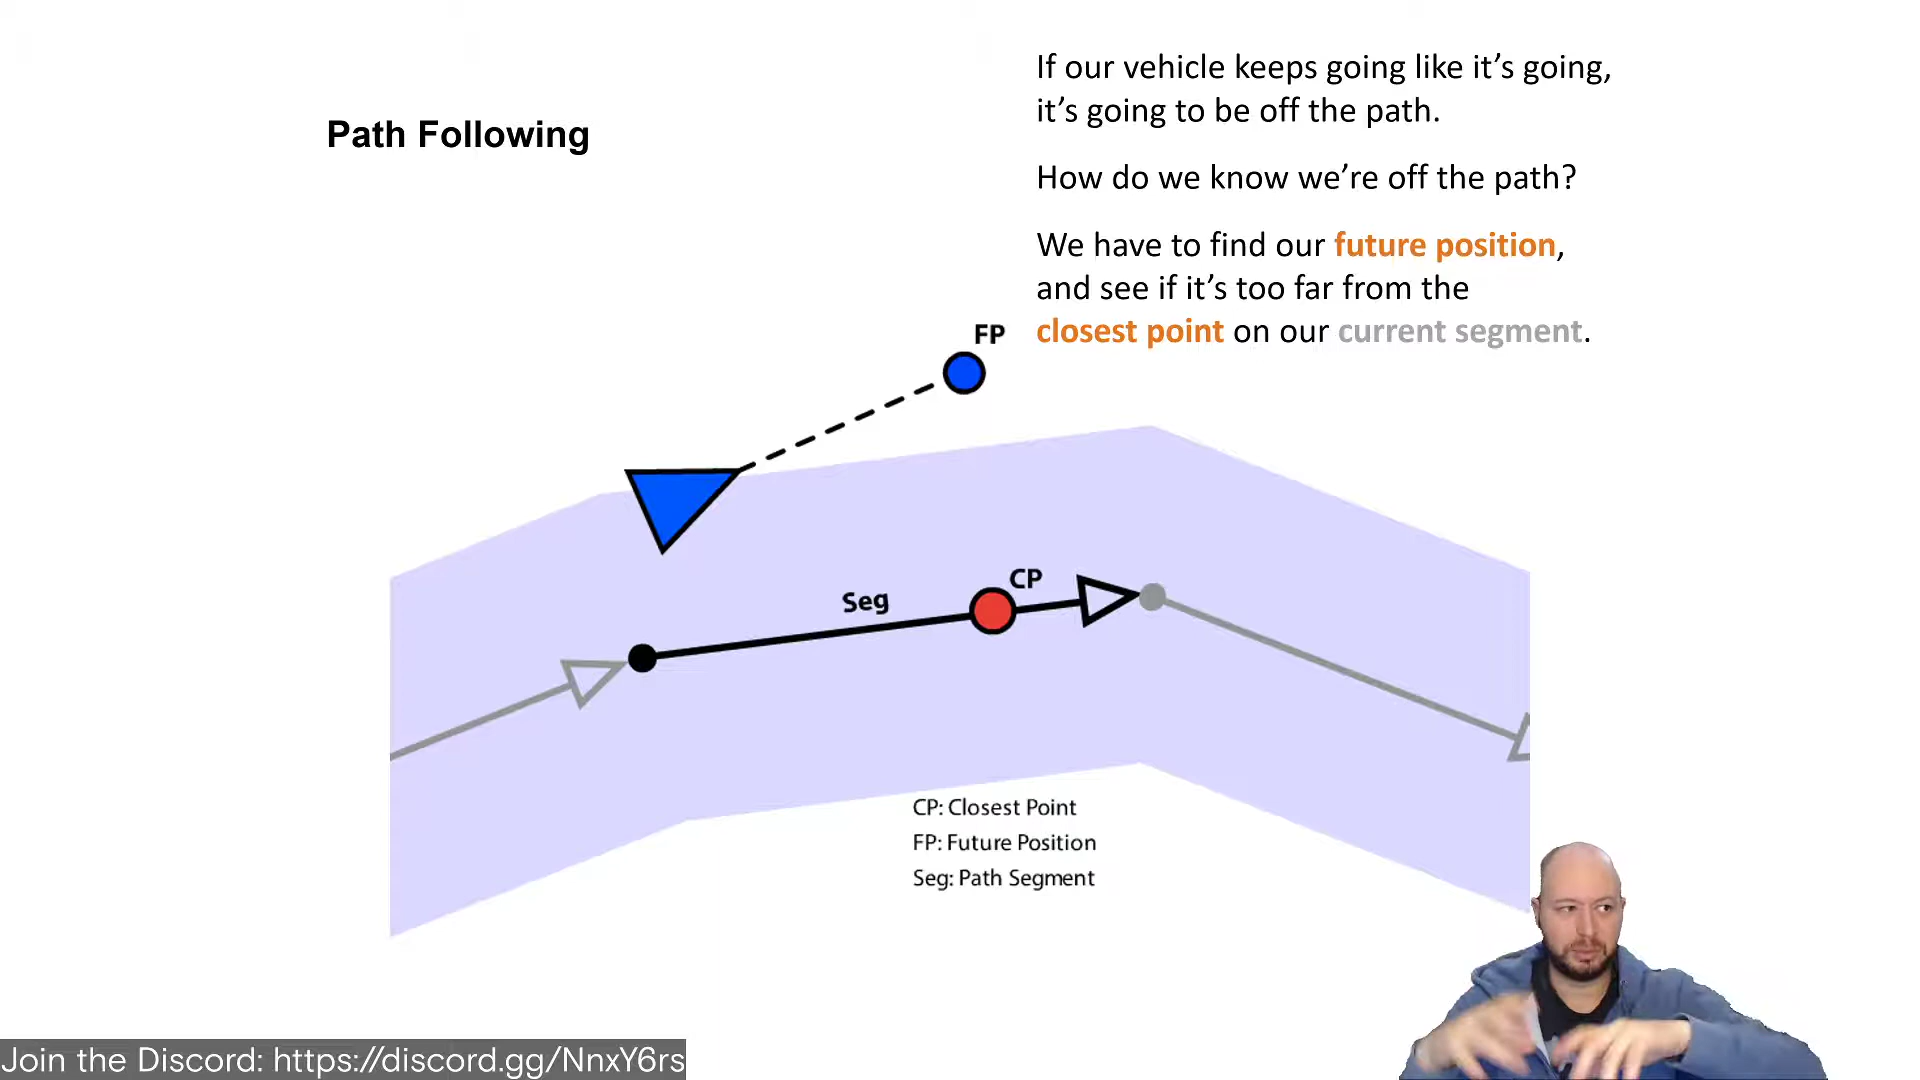 Path Following
If our vehicle keeps going like it's going,
it's going to be off the path.
How do we know we're off the path?
We have to find our future position,
and see if it's too far from the
closest point on our current segment.
FP
CP
Seg
CP: Closest Point
FP: Future Position
Seg: Path Segment
Join the Discord: https://discord.gg/NnxY6rs